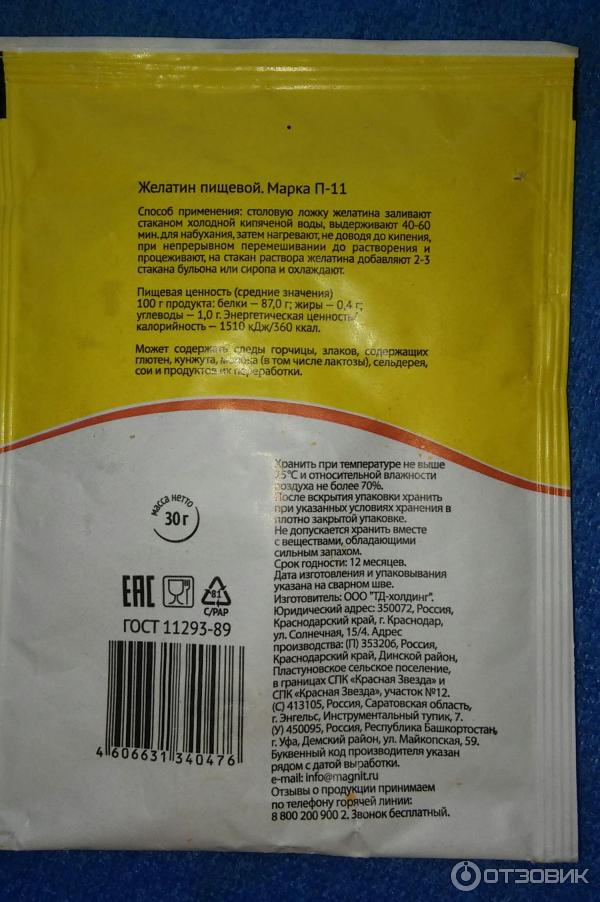 Желатин пищевой. Марка П-11
Способ применения: столовую ложку желатина заливают
стаканом холодной кипяченой воды, выдерживают 40-60
мин. для набухания, затем нагревают, не доводя до кипения,
при непрерывном перемешивании до растворения и
процеживают, на стакан раствора желатина добавляют 2-3
стакана бульона или сиропа и охлаждают.
Пищевая ценность (средние значения)
100 г продукта: белки — 87,0 г; жиры — 0,4 г;
углеводы — 1,0 г. Энергетическая ценность/
калорийность — 1510 кДж/360 ккал.
Может содержать следы горчицы, злаков, содержащих
глютен, кунжута, молока (в том числе лактозы), сельдерея,
сои и продуктов их переработки.
масса нетто
30 г
EAC
81
C/PAP
ГОСТ 11293-89
4 606631 340476
Хранить при температуре не выше
25°С и относительной влажности
воздуха не более 70%.
После вскрытия упаковки хранить
при указанных условиях хранения в
плотно закрытой упаковке.
Не допускается хранить вместе
с веществами, обладающими
сильным запахом.
Срок годности: 12 месяцев.
Дата изготовления и упаковывания
указана на сварном шве.
Изготовитель: ООО "ТД-холдинг".
Юридический адрес: 350072, Россия,
Краснодарский край, г. Краснодар,
ул. Солнечная, 15/4. Адрес
производства: (П) 353206, Россия,
Краснодарский край, Динской район,
Пластуновское сельское поселение,
в границах СПК «Красная Звезда» и
СПК «Красная Звезда», участок №12.
(С) 413105, Россия, Саратовская область,
г. Энгельс, Инструментальный тупик, 7.
(У) 450095, Россия, Республика Башкортостан,
г. Уфа, Демский район, ул. Майкопская, 59.
Буквенный код производителя указан
рядом с датой выработки.
e-mail: info@magnit.ru
Отзывы о продукции принимаем
по телефону горячей линии:
8 800 200 900 2. Звонок бесплатный.
ОТЗОВИК